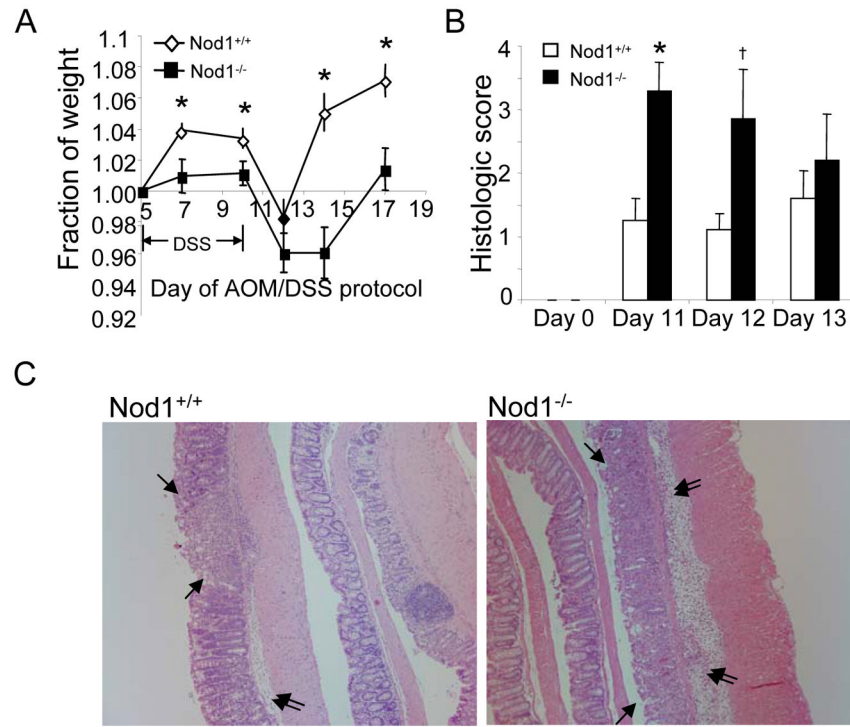 A
Fraction of weight
1.1
1.08
1.06
1.04
1.02
1.00
0.98
0.96
0.94
0.92
Nod1+/+
Nod1-/-
*
*
*
*
5 7 9 11 13 15 17 19
DSS
Day of AOM/DSS protocol
B
Histologic score
4
3
2
1
0
Nod1+/+
Nod1-/-
*
†
Day 0 Day 11 Day 12 Day 13
C
Nod1+/+
Nod1-/-